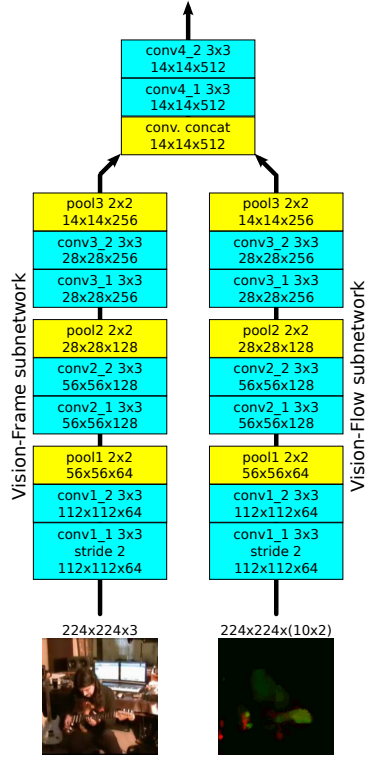 conv4_2 3x3
14x14x512
conv4_1 3x3
14x14x512
conv. concat
14x14x512
Vision-Frame subnetwork
pool3 2x2
14x14x256
conv3_2 3x3
28x28x256
conv3_1 3x3
28x28x256
pool2 2x2
28x28x128
conv2_2 3x3
56x56x128
conv2_1 3x3
56x56x128
pool1 2x2
56x56x64
conv1_2 3x3
112x112x64
conv1_1 3x3
stride 2
112x112x64
224x224x3
pool3 2x2
14x14x256
conv3_2 3x3
28x28x256
conv3_1 3x3
28x28x256
pool2 2x2
28x28x128
conv2_2 3x3
56x56x128
conv2_1 3x3
56x56x128
pool1 2x2
56x56x64
conv1_2 3x3
112x112x64
conv1_1 3x3
stride 2
112x112x64
224x224x(10x2)
Vision-Flow subnetwork